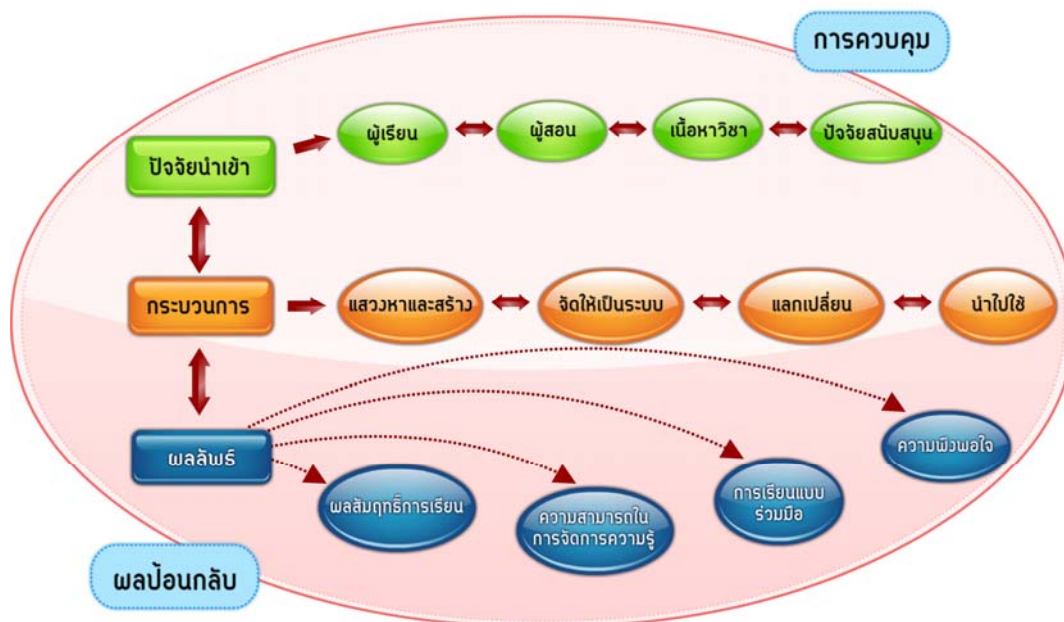 การควบคุม
ผู้เรียน
ผู้สอน
เนื้อหาวิชา
ปัจจัยสนับสนุน
ปัจจัยนำเข้า
กระบวนการ
แสวงหาและสร้าง
จัดให้เป็นระบบ
แลกเปลี่ยน
นำไปใช้
ผลลัพธ์
ความพึงพอใจ
ผลสัมฤทธิ์การเรียน
ความสามารถใน
การจัดการความรู้
การเรียนแบบ
ร่วมมือ
ผลป้อนกลับ